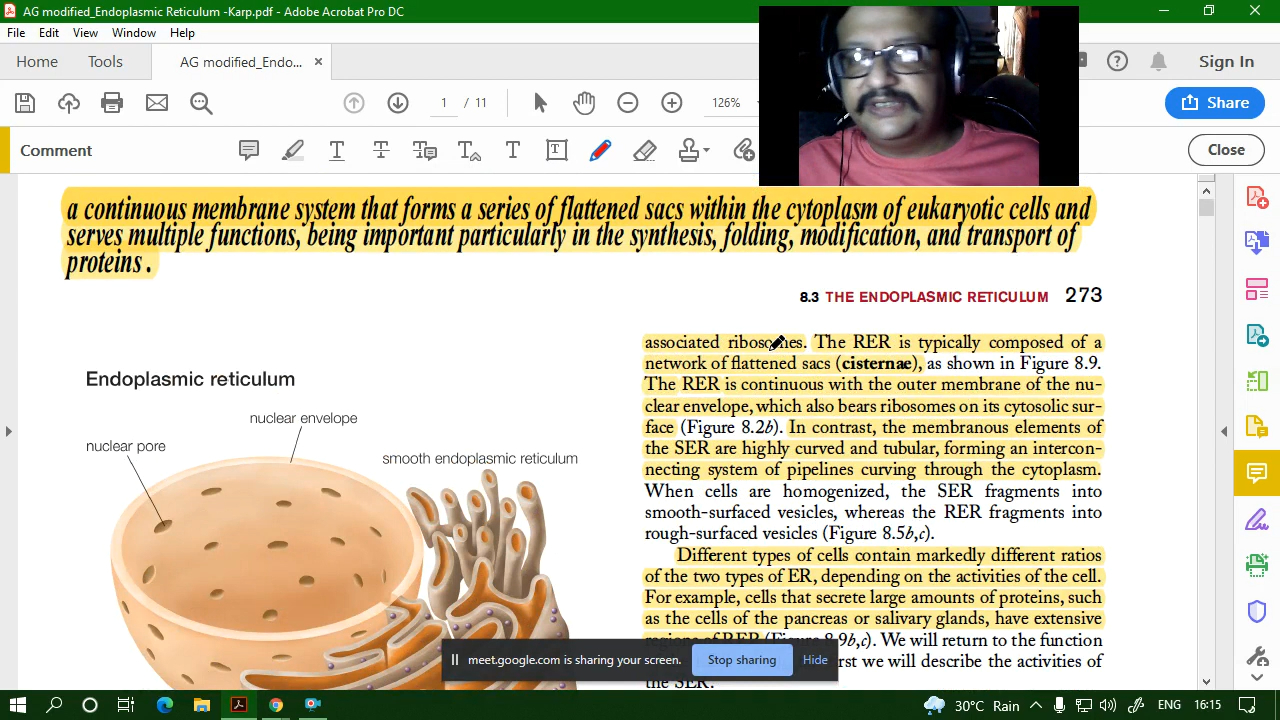 AG modified_Endoplasmic Reticulum -Karp.pdf - Adobe Acrobat Pro DC
File Edit View Window Help
Home Tools AG modified_Endo... × Sign In
1 / 11 126% Share
Comment Close
a continuous membrane system that forms a series of flattened sacs within the cytoplasm of eukaryotic cells and
serves multiple functions, being important particularly in the synthesis, folding, modification, and transport of
proteins .
8.3 THE ENDOPLASMIC RETICULUM 273
Endoplasmic reticulum
nuclear envelope
nuclear pore
smooth endoplasmic reticulum
associated ribosomes. The RER is typically composed of a
network of flattened sacs (cisternae), as shown in Figure 8.9.
The RER is continuous with the outer membrane of the nu-
clear envelope, which also bears ribosomes on its cytosolic sur-
face (Figure 8.2b). In contrast, the membranous elements of
the SER are highly curved and tubular, forming an intercon-
necting system of pipelines curving through the cytoplasm.
When cells are homogenized, the SER fragments into
smooth-surfaced vesicles, whereas the RER fragments into
rough-surfaced vesicles (Figure 8.5b,c).
Different types of cells contain markedly different ratios
of the two types of ER, depending on the activities of the cell.
For example, cells that secrete large amounts of proteins, such
as the cells of the pancreas or salivary glands, have extensive
regions of RER (Figure 8.9b,c). We will return to the function
we will describe the activities of
the SER.
meet.google.com is sharing your screen. Stop sharing Hide
30°C Rain ENG 16:15